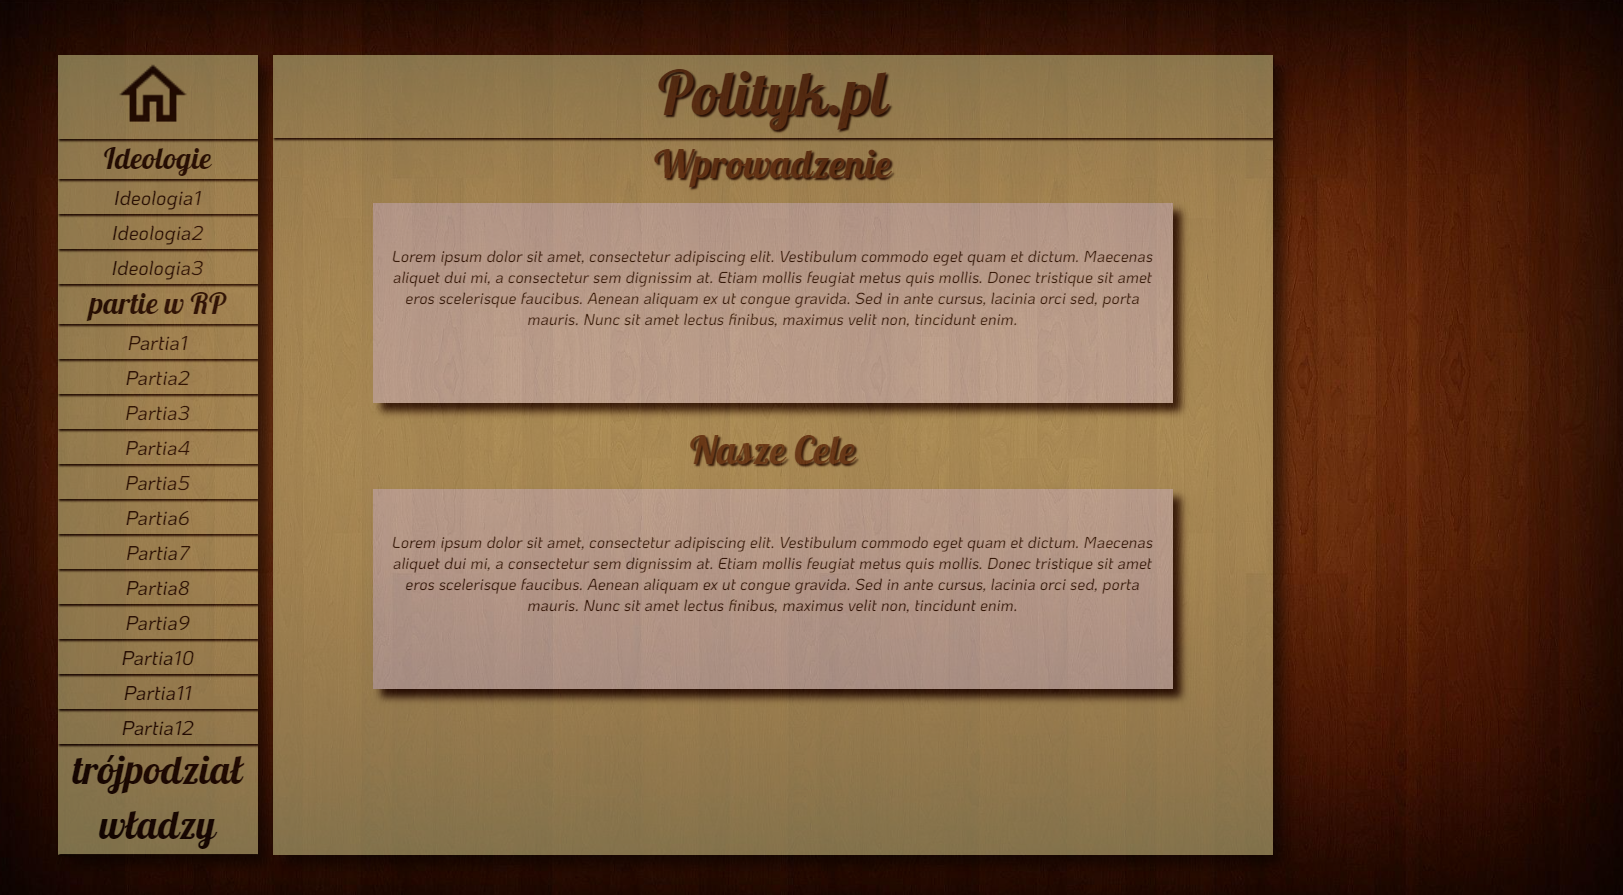 Ideologie
Ideologia1
Ideologia2
Ideologia3
partie w RP
Partia1
Partia2
Partia3
Partia4
Partia5
Partia6
Partia7
Partia8
Partia9
Partia10
Partia11
Partia12
trójpodział
władzy
Polityk.pl
Wprowadzenie
Lorem ipsum dolor sit amet, consectetur adipiscing elit. Vestibulum commodo eget quam et dictum. Maecenas
aliquet dui mi, a consectetur sem dignissim at. Etiam mollis feugiat metus quis mollis. Donec tristique sit amet
eros scelerisque faucibus. Aenean aliquam ex ut congue gravida. Sed in ante cursus, lacinia orci sed, porta
mauris. Nunc sit amet lectus finibus, maximus velit non, tincidunt enim.
Nasze Cele
Lorem ipsum dolor sit amet, consectetur adipiscing elit. Vestibulum commodo eget quam et dictum. Maecenas
aliquet dui mi, a consectetur sem dignissim at. Etiam mollis feugiat metus quis mollis. Donec tristique sit amet
eros scelerisque faucibus. Aenean aliquam ex ut congue gravida. Sed in ante cursus, lacinia orci sed, porta
mauris. Nunc sit amet lectus finibus, maximus velit non, tincidunt enim.